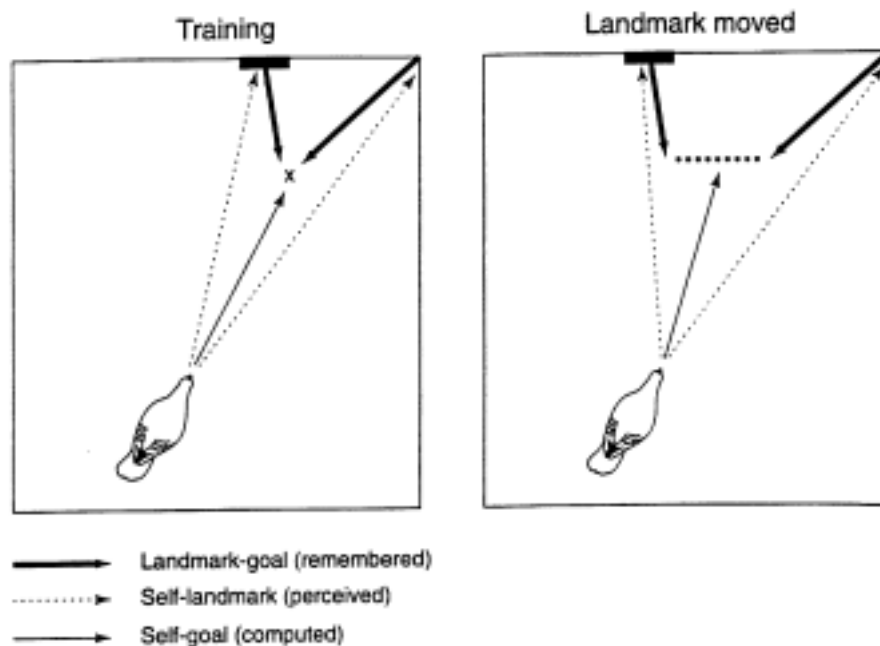 Training
Landmark moved
x
Landmark-goal (remembered)
Self-landmark (perceived)
Self-goal (computed)